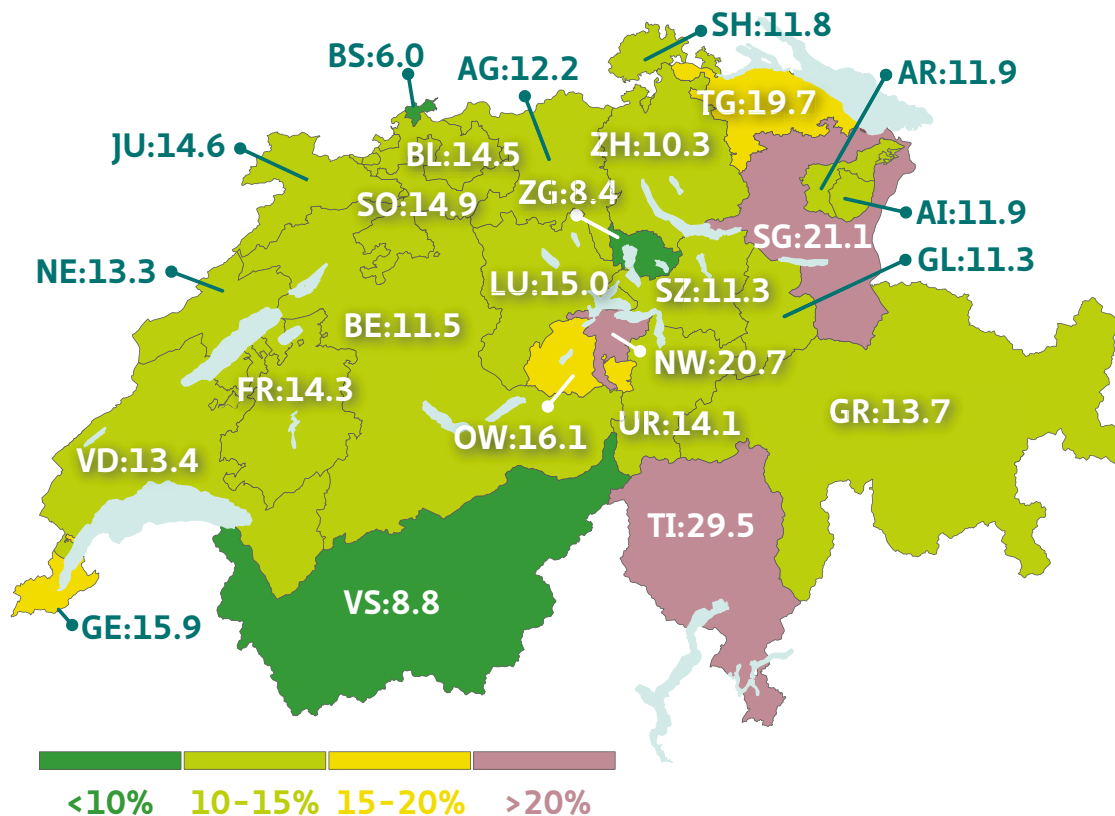 SH:11.8
BS:6.0
AG:12.2
AR:11.9
TG:19.7
JU:14.6
BL:14.5
ZH:10.3
ZG:8.4
SO:14.9
AI:11.9
SG:21.1
NE:13.3
GL:11.3
LU:15.0
SZ:11.3
BE:11.5
NW:20.7
FR:14.3
GR:13.7
UR:14.1
OW:16.1
VD:13.4
TI:29.5
VS:8.8
GE:15.9
<10% 10-15% 15-20% >20%